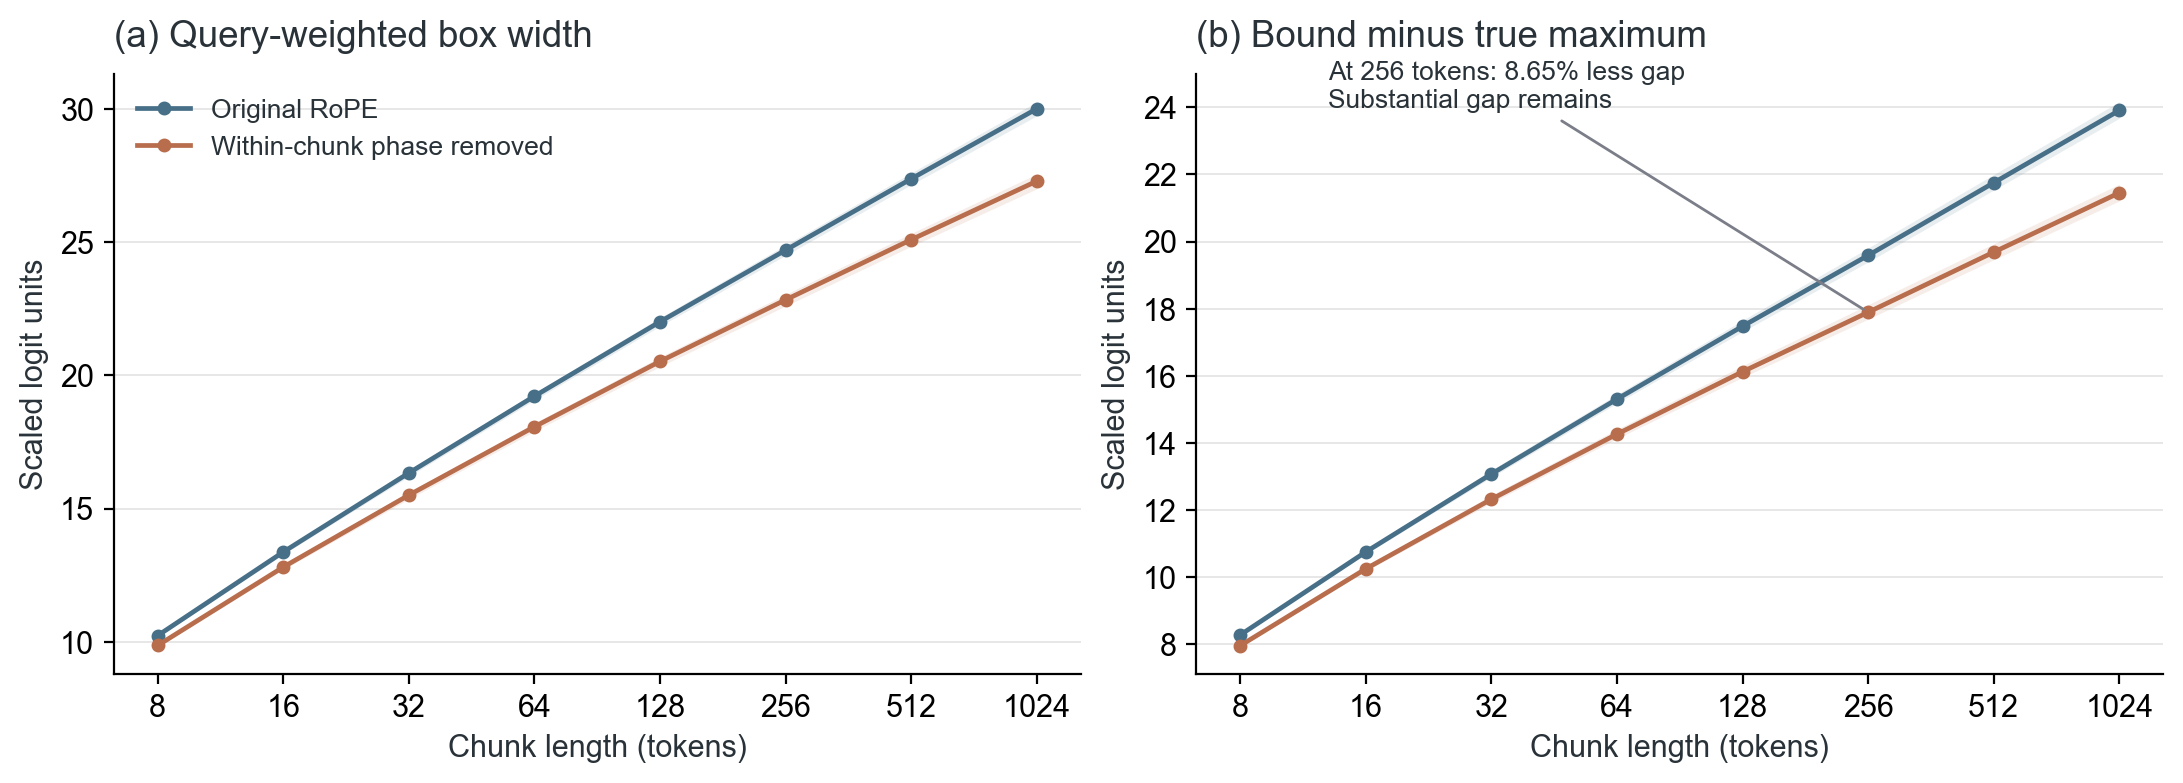 (a) Query-weighted box width
Original RoPE
Within-chunk phase removed
30
25
20
15
10
Scaled logit units
8 16 32 64 128 256 512 1024
Chunk length (tokens)
(b) Bound minus true maximum
At 256 tokens: 8.65% less gap
Substantial gap remains
24
22
20
18
16
14
12
10
8
Scaled logit units
8 16 32 64 128 256 512 1024
Chunk length (tokens)